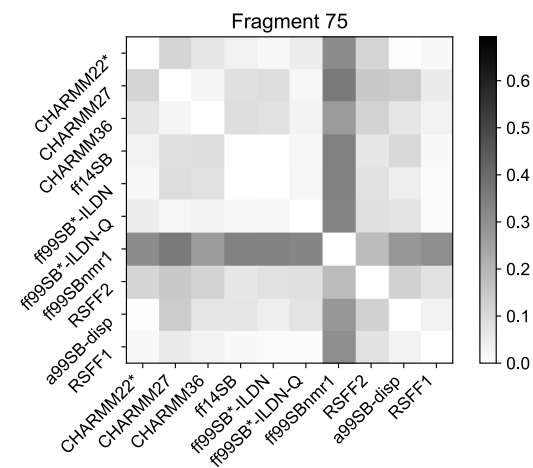 Fragment 75
CHARMM22*
CHARMM27
CHARMM36
ff14SB
ff99SB*-ILDN
ff99SB*-ILDN-Q
ff99SBnmr1
RSFF2
a99SB-disp
RSFF1
CHARMM22*
CHARMM27
CHARMM36
ff14SB
ff99SB*-ILDN
ff99SB*-ILDN-Q
ff99SBnmr1
RSFF2
a99SB-disp
RSFF1
0.6
0.5
0.4
0.3
0.2
0.1
0.0